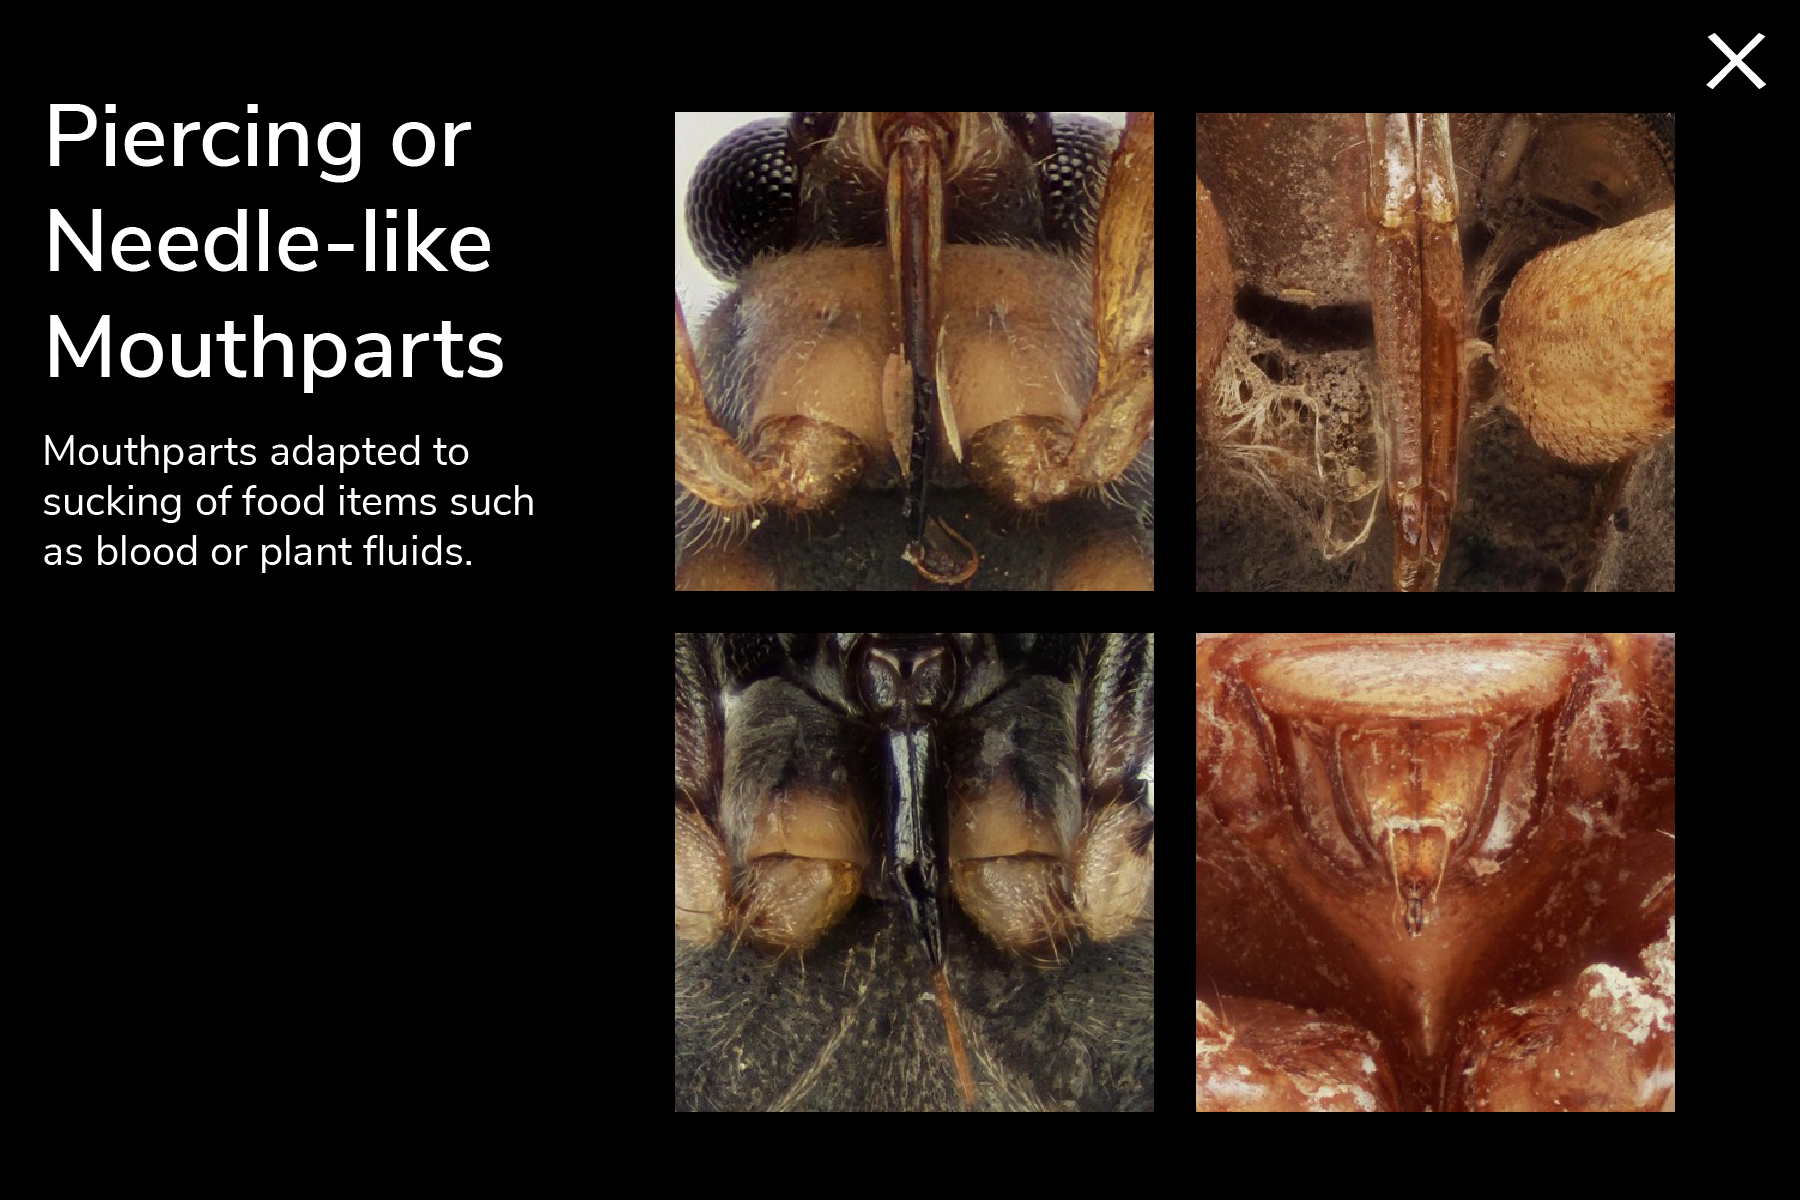 Piercing or
Needle-like
Mouthparts
Mouthparts adapted to
sucking of food items such
as blood or plant fluids.